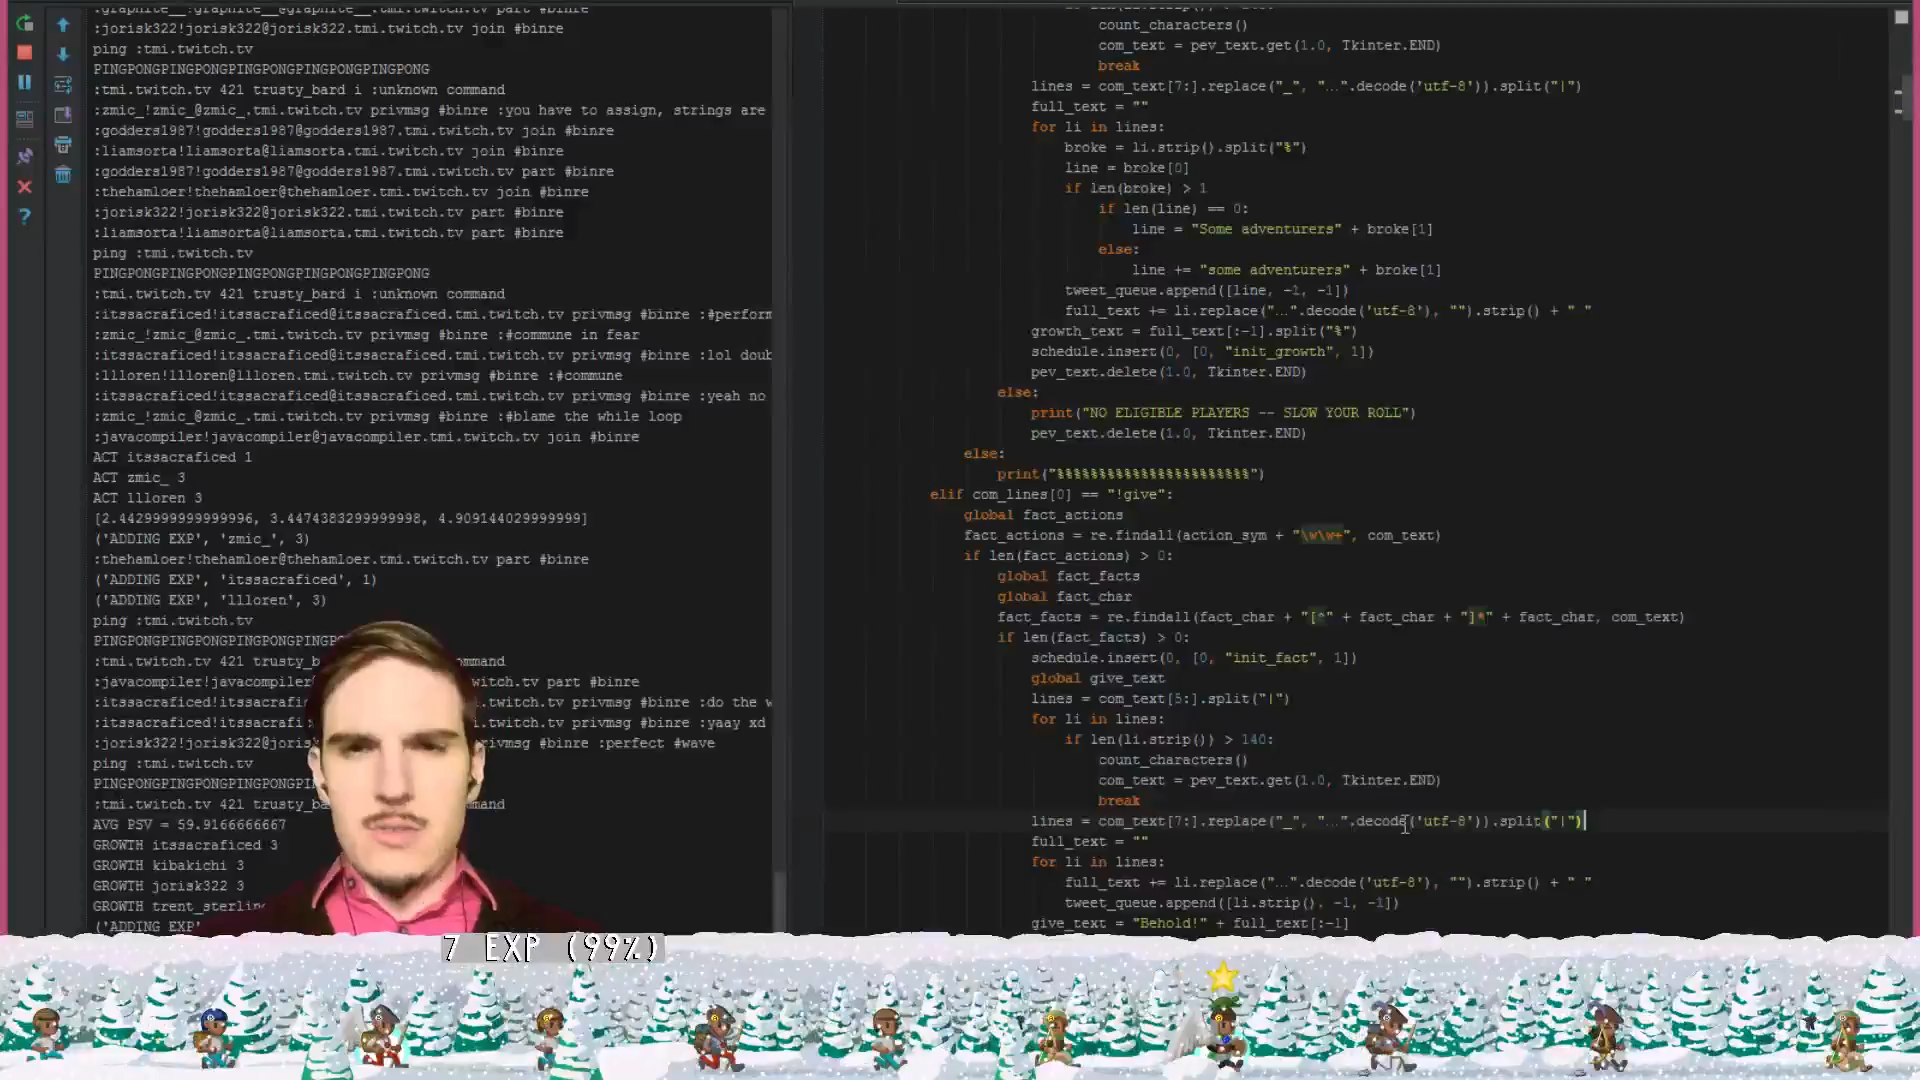 :graphite__!graphite__@graphite__.tmi.twitch.tv part #binre
:jorisk322!jorisk322@jorisk322.tmi.twitch.tv join #binre
ping :tmi.twitch.tv
PINGPONGPINGPONGPINGPONGPINGPONGPINGPONG
:tmi.twitch.tv 421 trusty_bard i :unknown command
:zmic_!zmic_@zmic_.tmi.twitch.tv privmsg #binre :you have to assign, strings are
:godders1987!godders1987@godders1987.tmi.twitch.tv join #binre
:liamsorta!liamsorta@liamsorta.tmi.twitch.tv join #binre
:godders1987!godders1987@godders1987.tmi.twitch.tv part #binre
:thehamloer!thehamloer@thehamloer.tmi.twitch.tv join #binre
:jorisk322!jorisk322@jorisk322.tmi.twitch.tv part #binre
:liamsorta!liamsorta@liamsorta.tmi.twitch.tv part #binre
ping :tmi.twitch.tv
PINGPONGPINGPONGPINGPONGPINGPONGPINGPONG
:tmi.twitch.tv 421 trusty_bard i :unknown command
:itssacraficed!itssacraficed@itssacraficed.tmi.twitch.tv privmsg #binre :#perform
:zmic_!zmic_@zmic_.tmi.twitch.tv privmsg #binre :#commune in fear
:itssacraficed!itssacraficed@itssacraficed.tmi.twitch.tv privmsg #binre :lol doub
:llloren!llloren@llloren.tmi.twitch.tv privmsg #binre :#commune
:itssacraficed!itssacraficed@itssacraficed.tmi.twitch.tv privmsg #binre :yeah no
:zmic_!zmic_@zmic_.tmi.twitch.tv privmsg #binre :#blame the while loop
:javacompiler!javacompiler@javacompiler.tmi.twitch.tv join #binre
ACT itssacraficed 1
ACT zmic_ 3
ACT llloren 3
[2.4429999999999996, 3.4474383299999998, 4.909144029999999]
('ADDING EXP', 'zmic_', 3)
:thehamloer!thehamloer@thehamloer.tmi.twitch.tv part #binre
('ADDING EXP', 'itssacraficed', 1)
('ADDING EXP', 'llloren', 3)
ping :tmi.twitch.tv
PINGPONGPINGPONGPINGPONGPINGPONGPINGPONG
:tmi.twitch.tv 421 trusty_b mmand
:javacompiler!javacompiler tmi.twitch.tv part #binre
:itssacraficed!itssacrafi i.twitch.tv privmsg #binre :do the w
:itssacraficed!itssacrafi i.twitch.tv privmsg #binre :yaay xd
:jorisk322!jorisk322@joris rivmsg #binre :perfect #wave
ping :tmi.twitch.tv
PINGPONGPINGPONGPINGPON NG
:tmi.twitch.tv 421 trusty_ba mand
AVG PSV = 59.9166666667
GROWTH itssacraficed 3
GROWTH kibakichi 3
GROWTH jorisk322 3
GROWTH trent_sterlin
('ADDING EXP',
count_characters()
com_text = pev_text.get(1.0, Tkinter.END)
break
lines = com_text[7:].replace("_", "…".decode('utf-8')).split("|")
full_text = ""
for li in lines:
broke = li.strip().split("%")
line = broke[0]
if len(broke) > 1
if len(line) == 0:
line = "Some adventurers" + broke[1]
else:
line += "some adventurers" + broke[1]
tweet_queue.append([line, -1, -1])
full_text += li.replace("…".decode('utf-8'), "").strip() + " "
growth_text = full_text[:-1].split("%")
schedule.insert(0, [0, "init_growth", 1])
pev_text.delete(1.0, Tkinter.END)
else:
print("NO ELIGIBLE PLAYERS -- SLOW YOUR ROLL")
pev_text.delete(1.0, Tkinter.END)
else:
print("%%%%%%%%%%%%%%%%%%%%%%%")
elif com_lines[0] == "!give":
global fact_actions
fact_actions = re.findall(action_sym + "\w\w+", com_text)
if len(fact_actions) > 0:
global fact_facts
global fact_char
fact_facts = re.findall(fact_char + "[^" + fact_char + "]*" + fact_char, com_text)
if len(fact_facts) > 0:
schedule.insert(0, [0, "init_fact", 1])
global give_text
lines = com_text[5:].split("|")
for li in lines:
if len(li.strip()) > 140:
count_characters()
com_text = pev_text.get(1.0, Tkinter.END)
break
lines = com_text[7:].replace("_", "…".decode('utf-8')).split("|")
full_text = ""
for li in lines:
full_text += li.replace("…".decode('utf-8'), "").strip() + " "
tweet_queue.append([li.strip(), -1, -1])
give_text = "Behold!" + full_text[:-1]
7 EXP (99%)